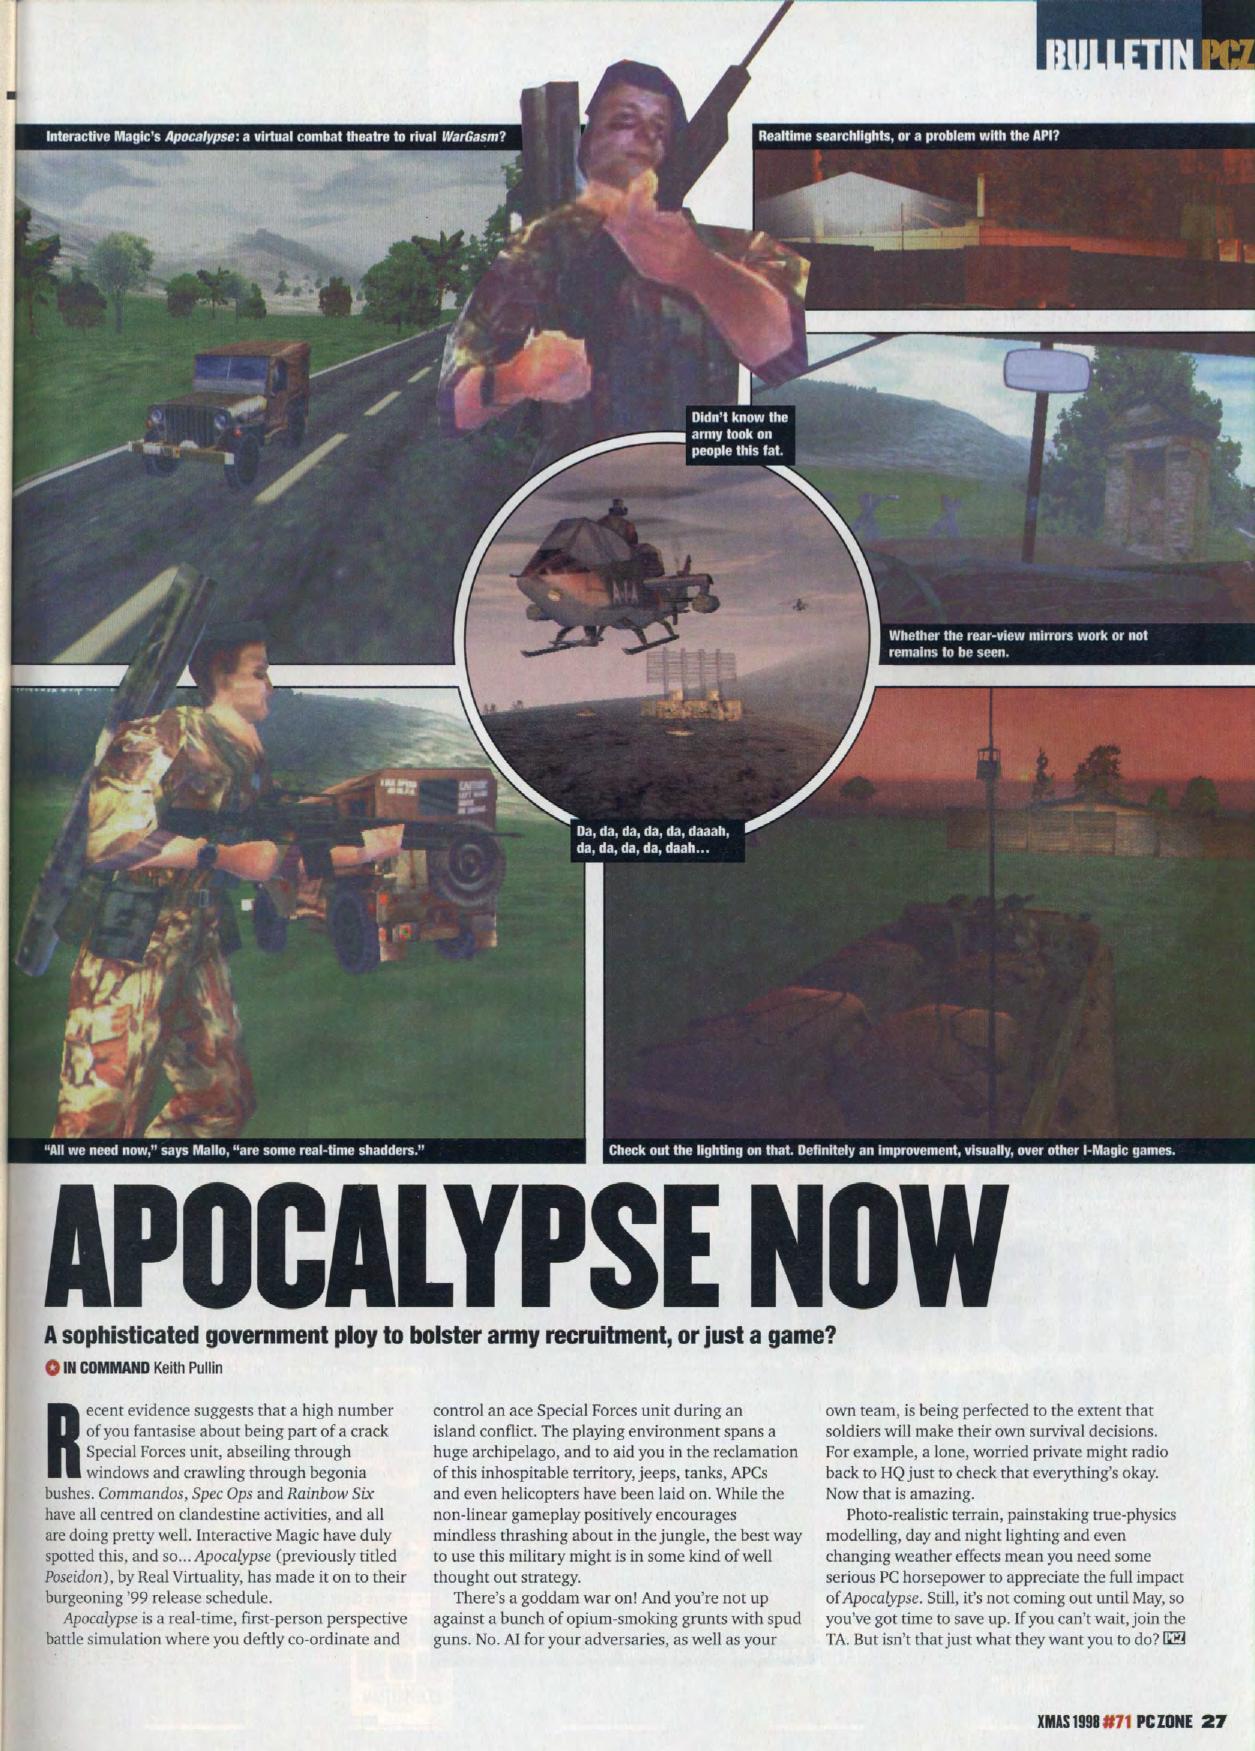 BULLETIN PCZ
Interactive Magic's Apocalypse: a virtual combat theatre to rival WarGasm?
Realtime searchlights, or a problem with the API?
Didn't know the
army took on
people this fat.
Whether the rear-view mirrors work or not
remains to be seen.
Da, da, da, da, da, daaah,
da, da, da, da, daah...
"All we need now," says Mallo, "are some real-time shadders."
Check out the lighting on that. Definitely an improvement, visually, over other I-Magic games.
APOCALYPSE NOW
A sophisticated government ploy to bolster army recruitment, or just a game?
IN COMMAND Keith Pullin
Recent evidence suggests that a high number
of you fantasise about being part of a crack
Special Forces unit, abseiling through
windows and crawling through begonia
bushes. Commandos, Spec Ops and Rainbow Six
have all centred on clandestine activities, and all
are doing pretty well. Interactive Magic have duly
spotted this, and so... Apocalypse (previously titled
Poseidon), by Real Virtuality, has made it on to their
burgeoning '99 release schedule.
Apocalypse is a real-time, first-person perspective
battle simulation where you deftly co-ordinate and
control an ace Special Forces unit during an
island conflict. The playing environment spans a
huge archipelago, and to aid you in the reclamation
of this inhospitable territory, jeeps, tanks, APCs
and even helicopters have been laid on. While the
non-linear gameplay positively encourages
mindless thrashing about in the jungle, the best way
to use this military might is in some kind of well
thought out strategy.
There's a goddam war on! And you're not up
against a bunch of opium-smoking grunts with spud
guns. No. AI for your adversaries, as well as your
own team, is being perfected to the extent that
soldiers will make their own survival decisions.
For example, a lone, worried private might radio
back to HQ just to check that everything's okay.
Now that is amazing.
Photo-realistic terrain, painstaking true-physics
modelling, day and night lighting and even
changing weather effects mean you need some
serious PC horsepower to appreciate the full impact
of Apocalypse. Still, it's not coming out until May, so
you've got time to save up. If you can't wait, join the
TA. But isn't that just what they want you to do? PCZ
XMAS 1998 #71 PC ZONE 27